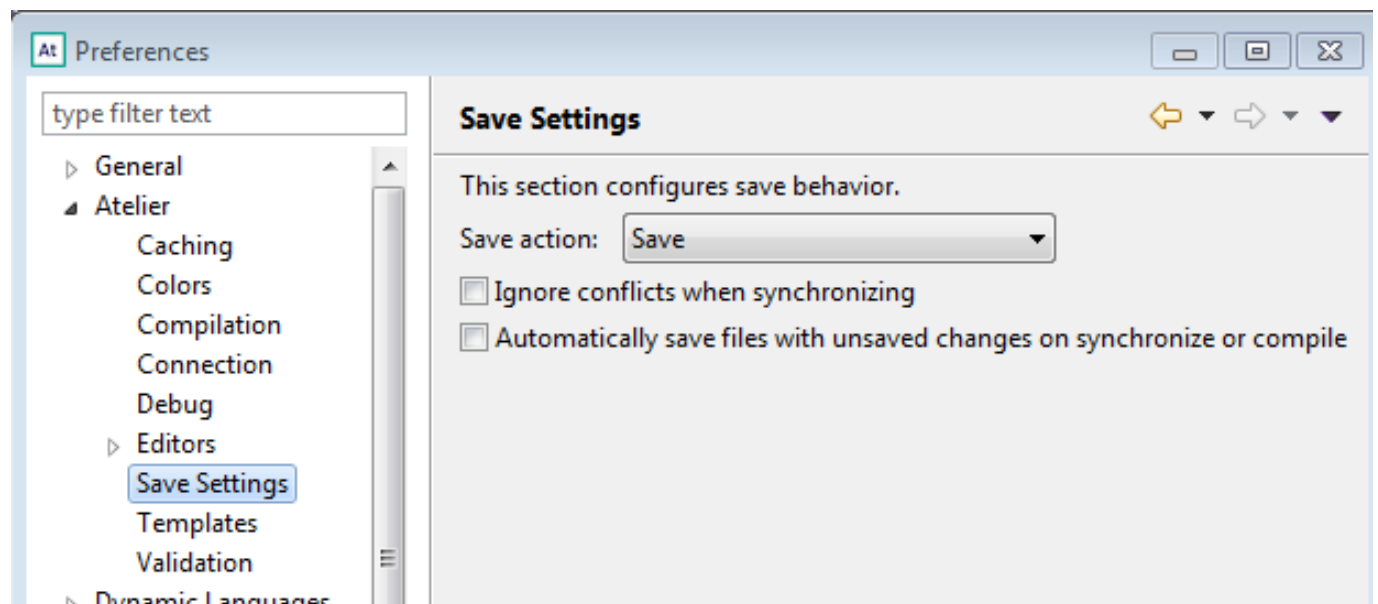 At Preferences
type filter text
General
Atelier
Caching
Colors
Compilation
Connection
Debug
Editors
Save Settings
Templates
Validation
Dynamic Languages
Save Settings
This section configures save behavior.
Save action: Save
Ignore conflicts when synchronizing
Automatically save files with unsaved changes on synchronize or compile